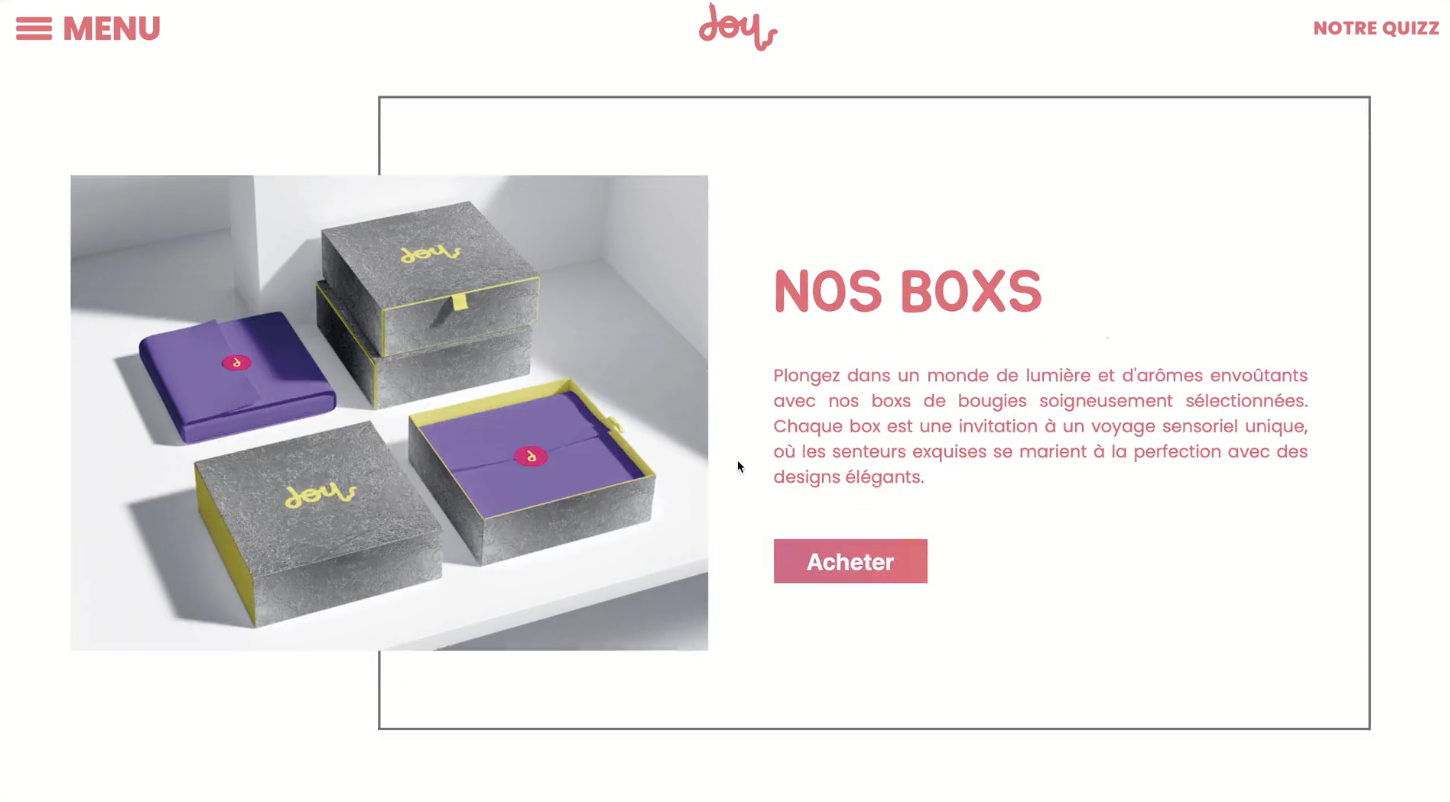 MENU
Joy
NOTRE QUIZZ
Joy
Joy
NOS BOXS
Plongez dans un monde de lumière et d'arômes envoûtants
avec nos boxs de bougies soigneusement sélectionnées.
Chaque box est une invitation à un voyage sensoriel unique,
où les senteurs exquises se marient à la perfection avec des
designs élégants.
Acheter